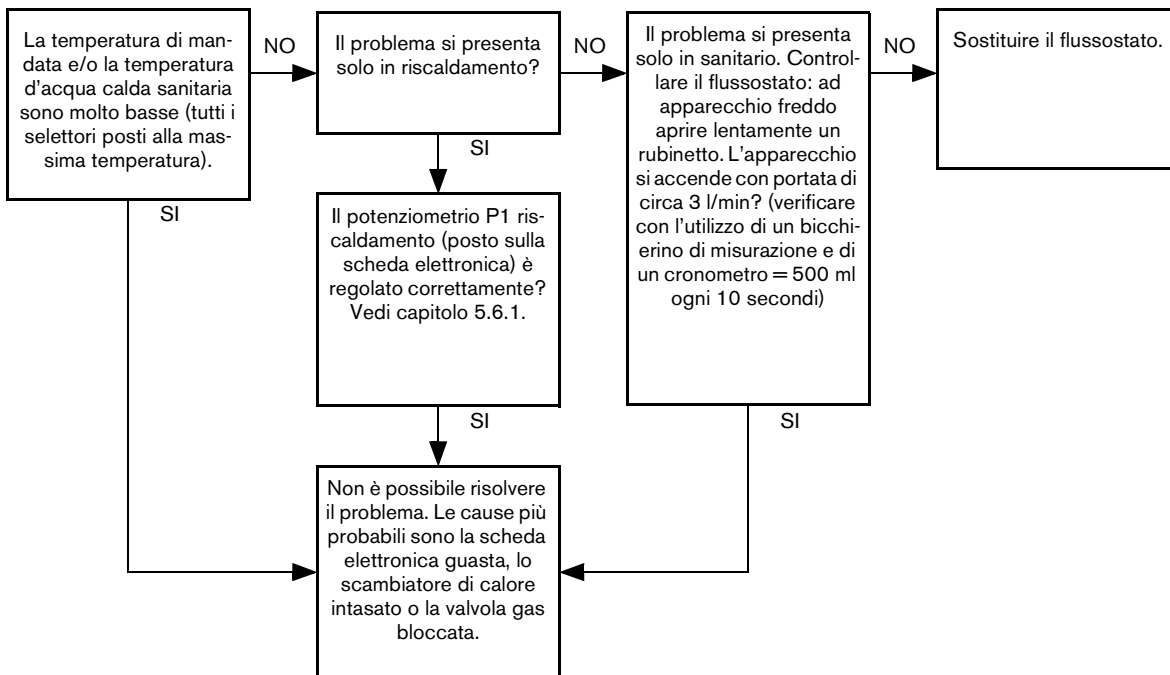 La temperatura di man-
data e/o la temperatura
d'acqua calda sanitaria
sono molto basse (tutti i
selettori posti alla mas-
sima temperatura).
NO
Il problema si presenta
solo in riscaldamento?
NO
Il problema si presenta
solo in sanitario. Control-
lare il flussostato: ad
apparecchio freddo
aprire lentamente un
rubinetto. L'apparecchio
si accende con portata di
circa 3 l/min? (verificare
con l'utilizzo di un bicchi-
erino di misurazione e di
un cronometro = 500 ml
ogni 10 secondi)
NO
Sostituire il flussostato.
SI
SI
Il potenziometro P1 ris-
caldamento (posto sulla
scheda elettronica) è
regolato correttamente?
Vedi capitolo 5.6.1.
SI
SI
Non è possibile risolvere
il problema. Le cause più
probabili sono la scheda
elettronica guasta, lo
scambiatore di calore
intasato o la valvola gas
bloccata.